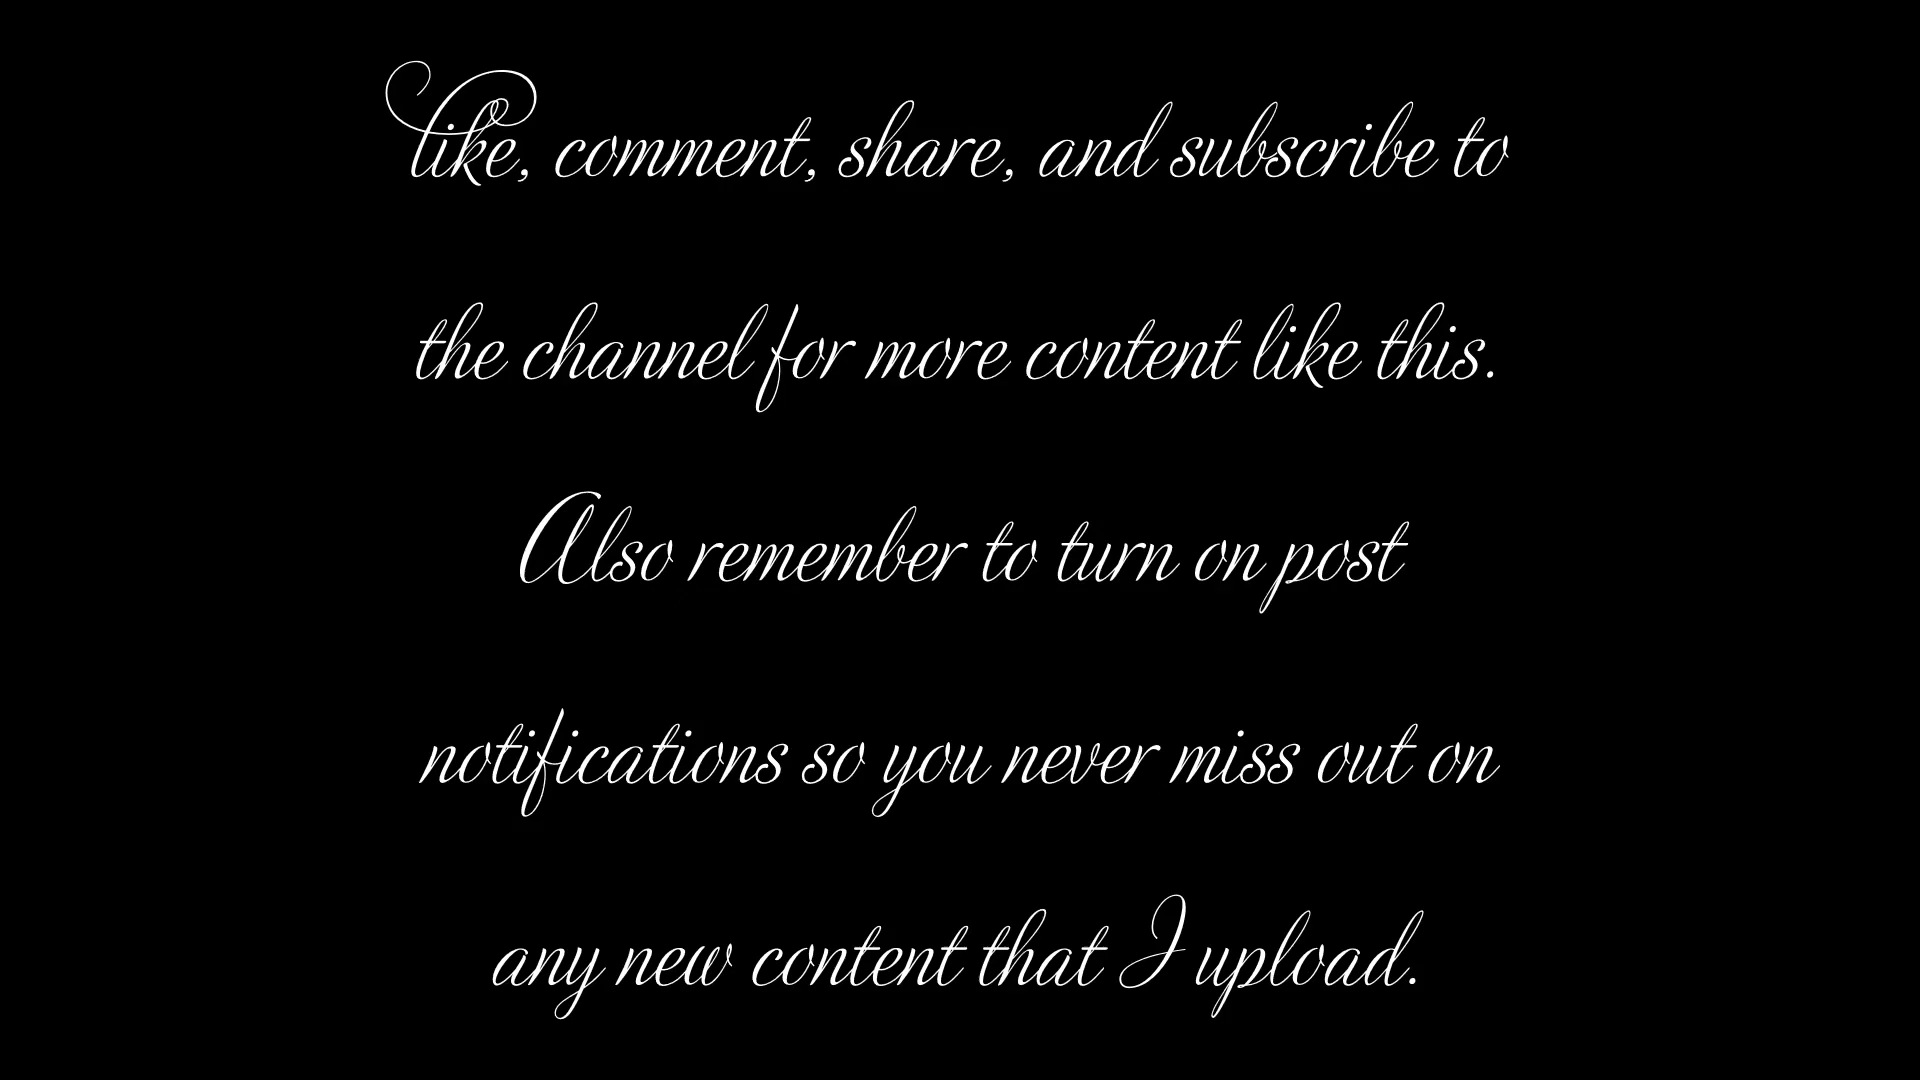 like, comment, share, and subscribe to
the channel for more content like this.
Also remember to turn on post
notifications so you never miss out on
any new content that I upload.